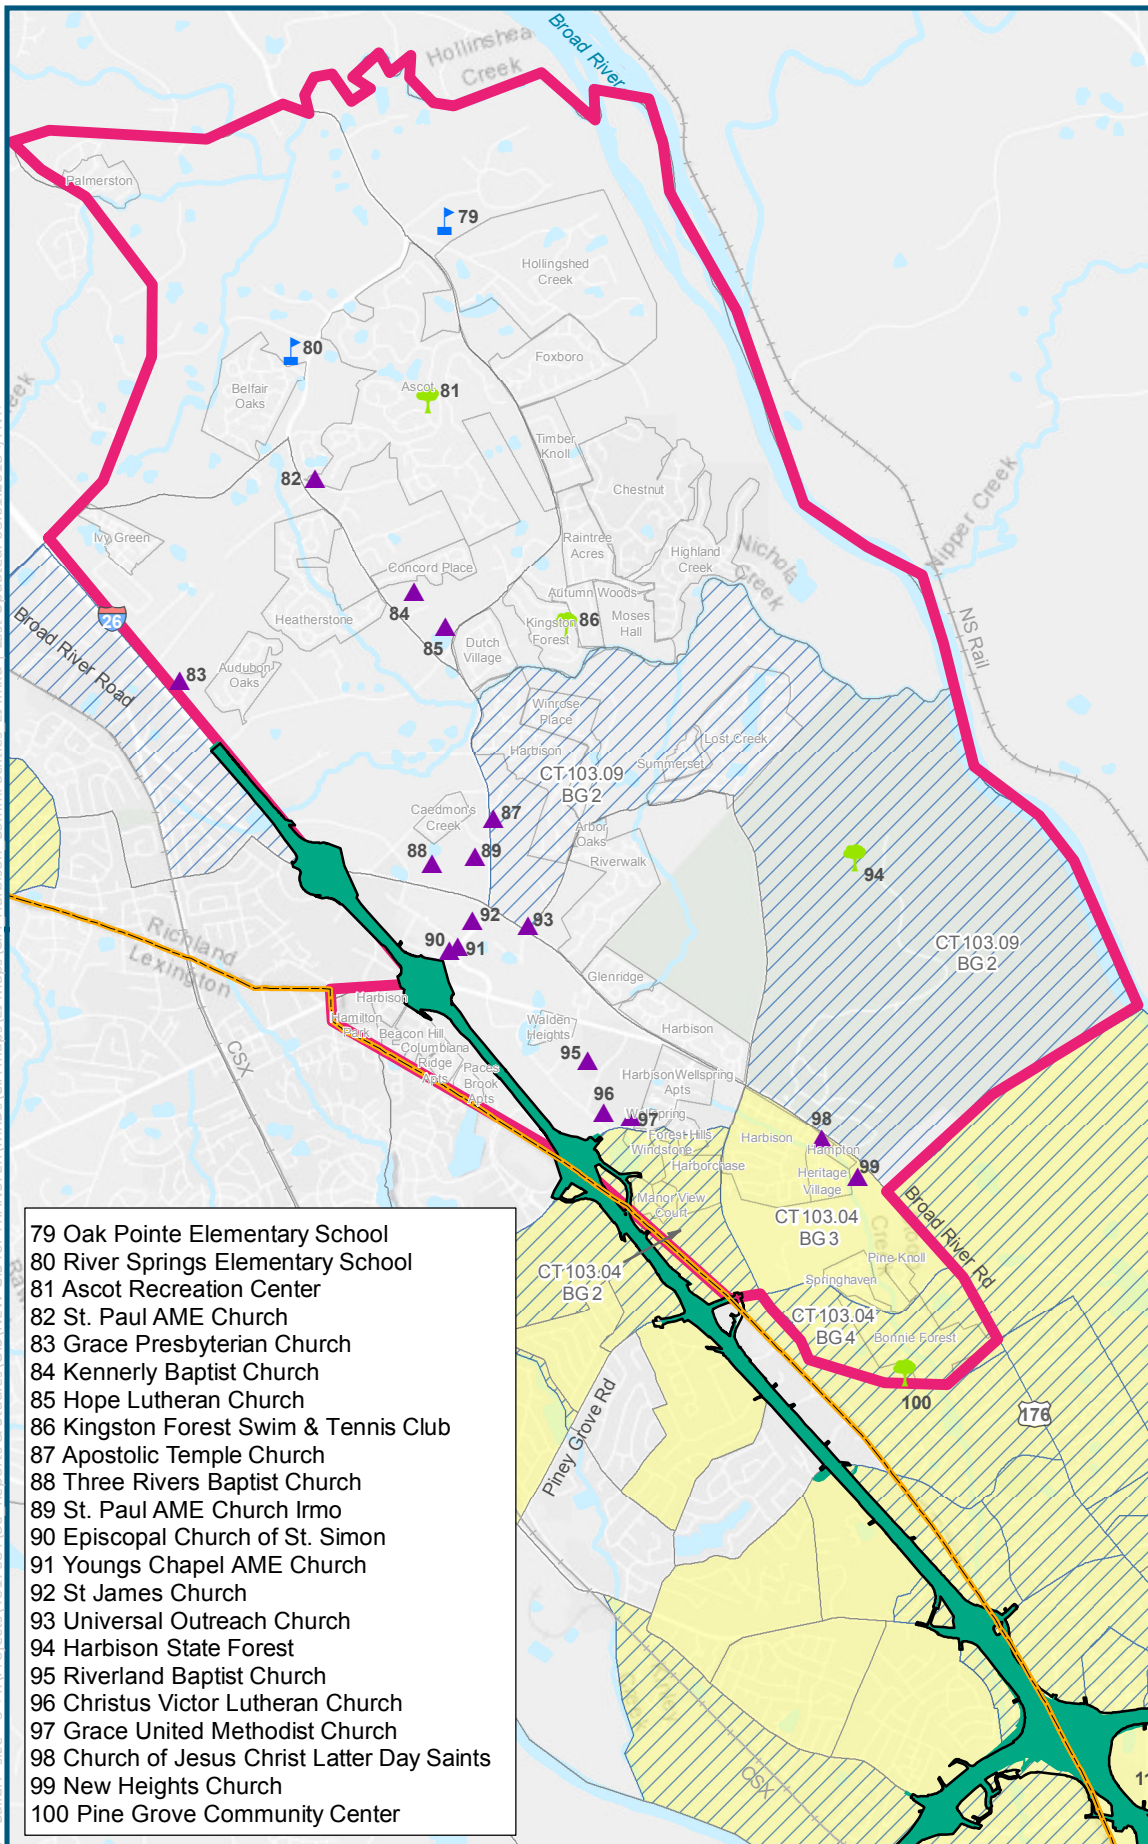 Hollinshea
Creek
Broad River
Palmerston
79
Hollingshed
Creek
80
Foxboro
Belfair
Oaks
Ascot
81
Timber
Knoll
82
Chestnut
Nipper Creek
Ivy Green
Raintree
Acres
Highland
Creek
Nichols
Creek
Concord Place
84
Autumn Woods
Kingston
Forest
86
Moses
Hall
26
Broad River Road
Heatherstone
85
Dutch
Village
NS Rail
83
Audubon
Oaks
Winrose
Place
Harbison
Lost Creek
Summerset
CT 103.09
BG 2
Caedmon's
Creek
87
Arbor
Oaks
88
89
Riverwalk
94
92
93
90
91
CT 103.09
BG 2
Richland
Lexington
Glenridge
Harbison
Hamilton
Park
Beacon Hill
Columbiana
Ridge
Apts
Paces
Brook
Apts
Walden
Heights
Harbison
CSX
95
Harbison
Wellspring
Apts
96
97
Wellspring
Forest Hills
Windstone
Harborchase
Harbison
98
Hampton
Heritage
Village
99
Manor View
Court
CT 103.04
BG 3
Creek
Broad River Rd
Pine Knoll
CT 103.04
BG 2
Springhaven
CT 103.04
BG 4
Bonnie Forest
100
176
Piney Grove Rd
Creek
CSX
11
79 Oak Pointe Elementary School
80 River Springs Elementary School
81 Ascot Recreation Center
82 St. Paul AME Church
83 Grace Presbyterian Church
84 Kennerly Baptist Church
85 Hope Lutheran Church
86 Kingston Forest Swim & Tennis Club
87 Apostolic Temple Church
88 Three Rivers Baptist Church
89 St. Paul AME Church Irmo
90 Episcopal Church of St. Simon
91 Youngs Chapel AME Church
92 St James Church
93 Universal Outreach Church
94 Harbison State Forest
95 Riverland Baptist Church
96 Christus Victor Lutheran Church
97 Grace United Methodist Church
98 Church of Jesus Christ Latter Day Saints
99 New Heights Church
100 Pine Grove Community Center